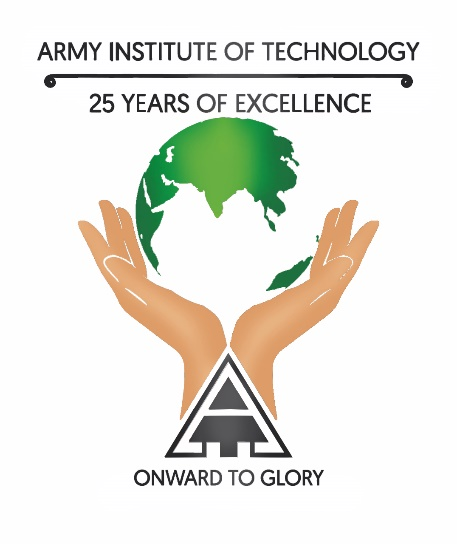 ARMY INSTITUTE OF TECHNOLOGY
25 YEARS OF EXCELLENCE
ONWARD TO GLORY